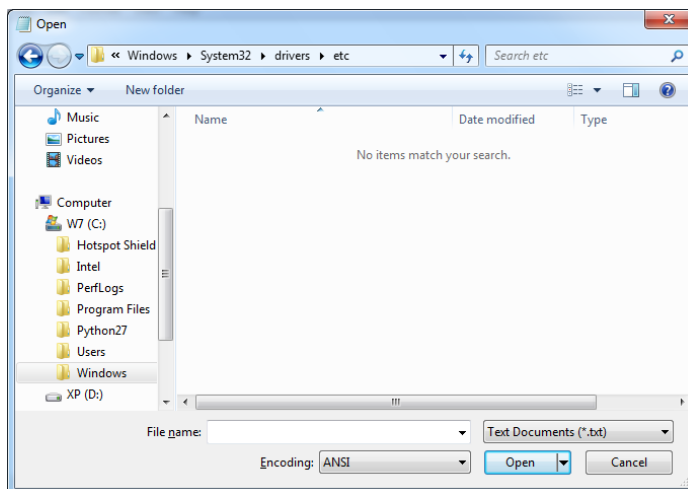 Open
« Windows ▸ System32 ▸ drivers ▸ etc
Search etc
Organize
New folder
Name
Date modified
Type
No items match your search.
Music
Pictures
Videos
Computer
W7 (C:)
Hotspot Shield
Intel
PerfLogs
Program Files
Python27
Users
Windows
XP (D:)
File name:
Text Documents (*.txt)
Encoding:
ANSI
Open
Cancel